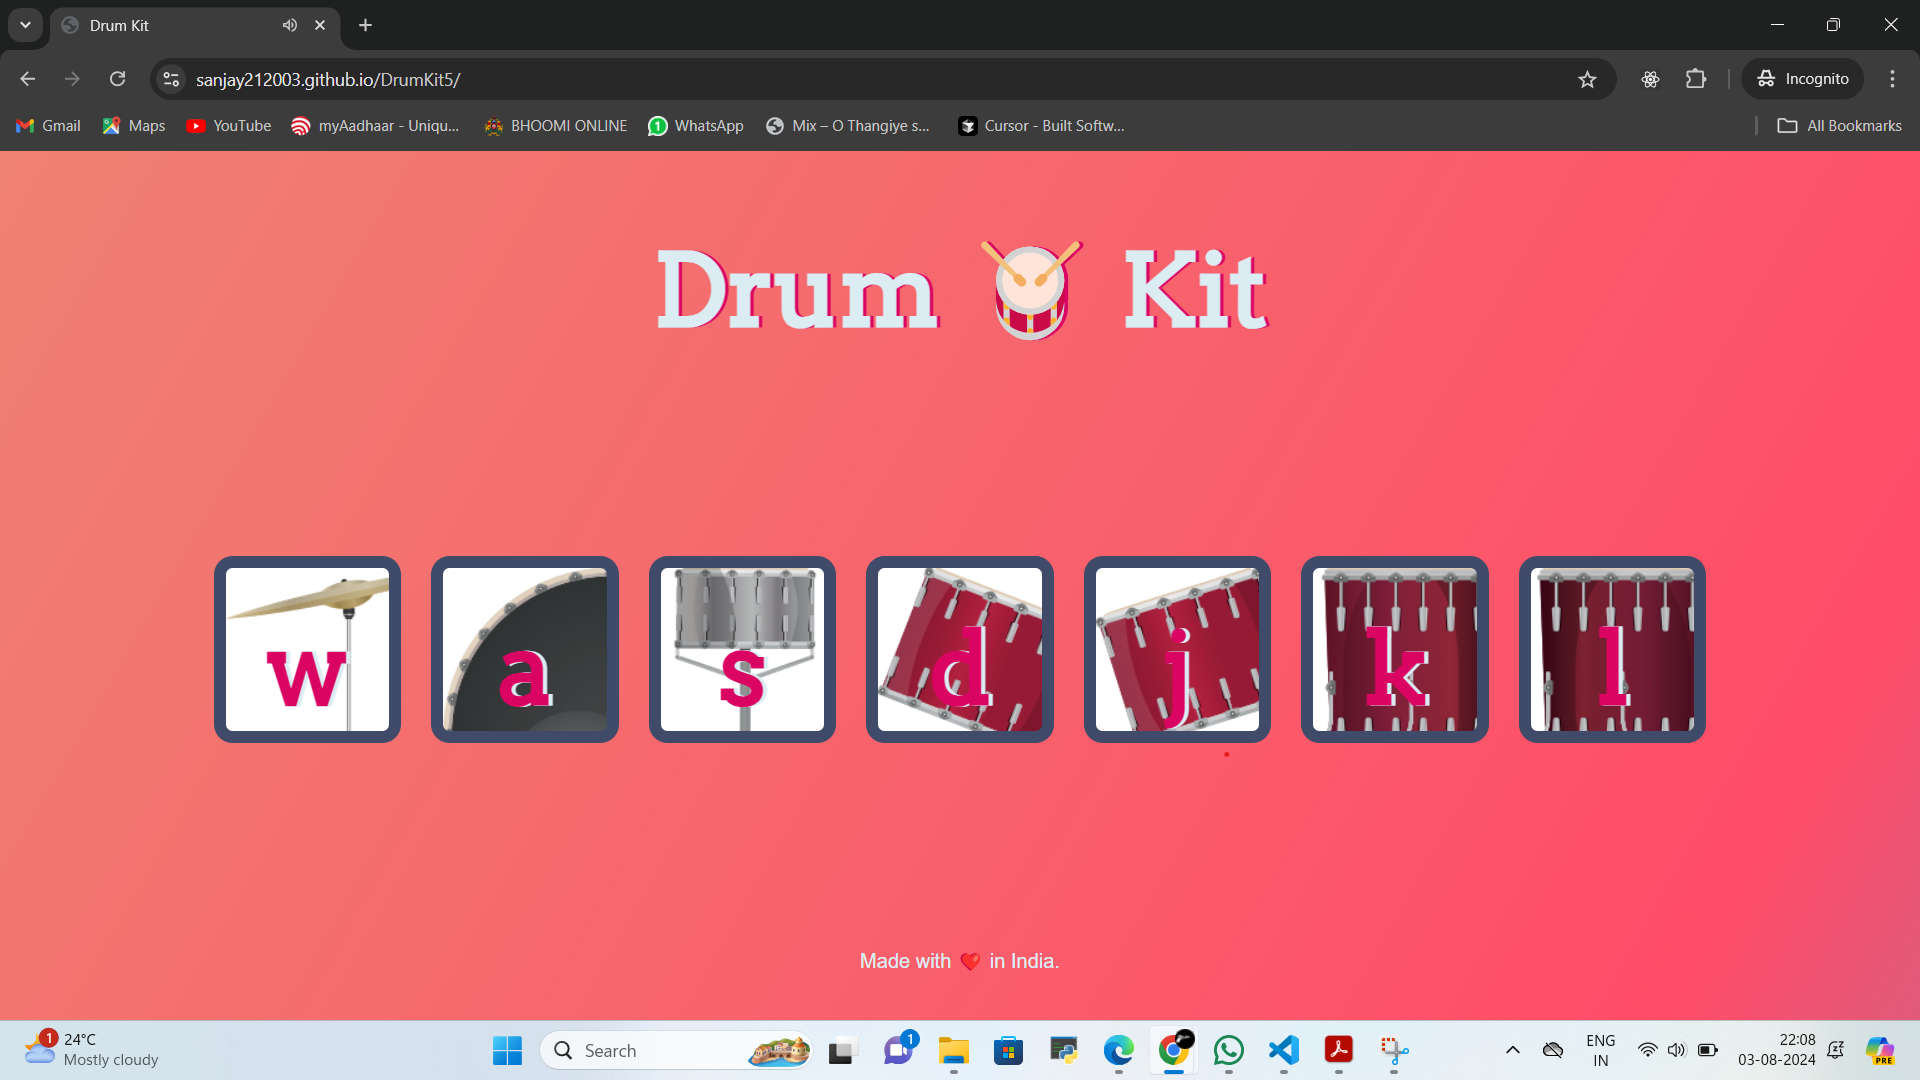 Drum Kit
sanjay212003.github.io/DrumKit5/
Incognito
Gmail
Maps
YouTube
myAadhaar - Uniqu...
BHOOMI ONLINE
1
WhatsApp
Mix – O Thangiye s...
Cursor - Built Softw...
All Bookmarks
Drum Kit
w
a
s
d
j
k
l
Made with ❤️ in India.
1
24°C
Mostly cloudy
Search
1
ENG
IN
22:08
03-08-2024
PRE